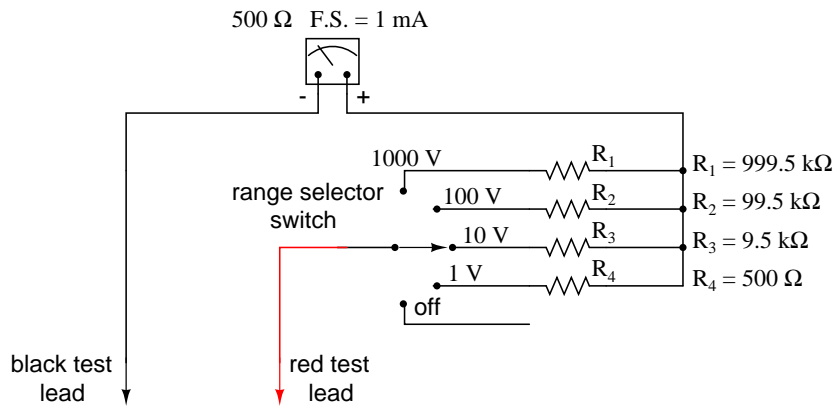 500 Ω F.S. = 1 mA
- +
1000 V R1 R1 = 999.5 kΩ
range selector
switch
100 V R2 R2 = 99.5 kΩ
10 V R3 R3 = 9.5 kΩ
1 V R4 R4 = 500 Ω
off
black test
lead
red test
lead